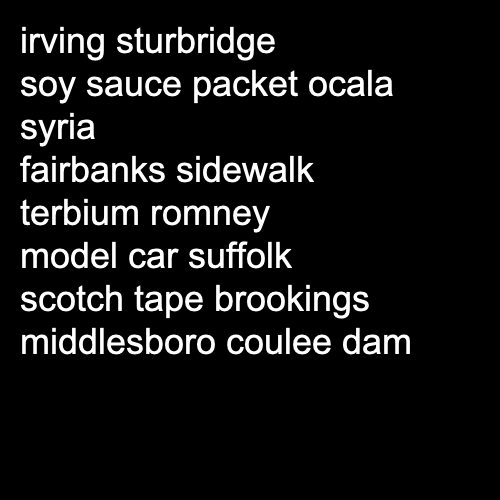 irving sturbridge
soy sauce packet ocala
syria
fairbanks sidewalk
terbium romney
model car suffolk
scotch tape brookings
middlesboro coulee dam